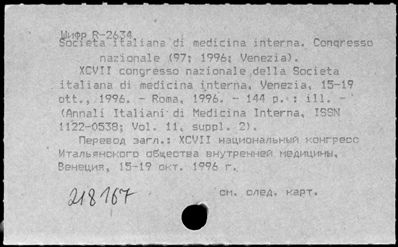 Шифр R-2634
Societa italiana di medicina interna. Congresso
nazionale (97; 1996; Venezia).
XCVII congresso nazionale della Societa
italiana di medicina interna, Venezia, 15-19
ott., 1996. - Roma, 1996. - 144 p. : ill. -
(Annali Italiani di Medicina Interna, ISSN
1122-0538; Vol. 11, suppl. 2).
Перевод загл.: XCVII национальный конгресс
Итальянского общества внутренней медицины,
Венеция, 15-19 окт. 1996 г.
218167
см. след. карт.